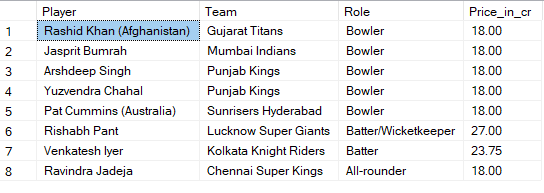 Player Team Role Price_in_cr
1 Rashid Khan (Afghanistan) Gujarat Titans Bowler 18.00
2 Jasprit Bumrah Mumbai Indians Bowler 18.00
3 Arshdeep Singh Punjab Kings Bowler 18.00
4 Yuzvendra Chahal Punjab Kings Bowler 18.00
5 Pat Cummins (Australia) Sunrisers Hyderabad Bowler 18.00
6 Rishabh Pant Lucknow Super Giants Batter/Wicketkeeper 27.00
7 Venkatesh Iyer Kolkata Knight Riders Batter 23.75
8 Ravindra Jadeja Chennai Super Kings All-rounder 18.00